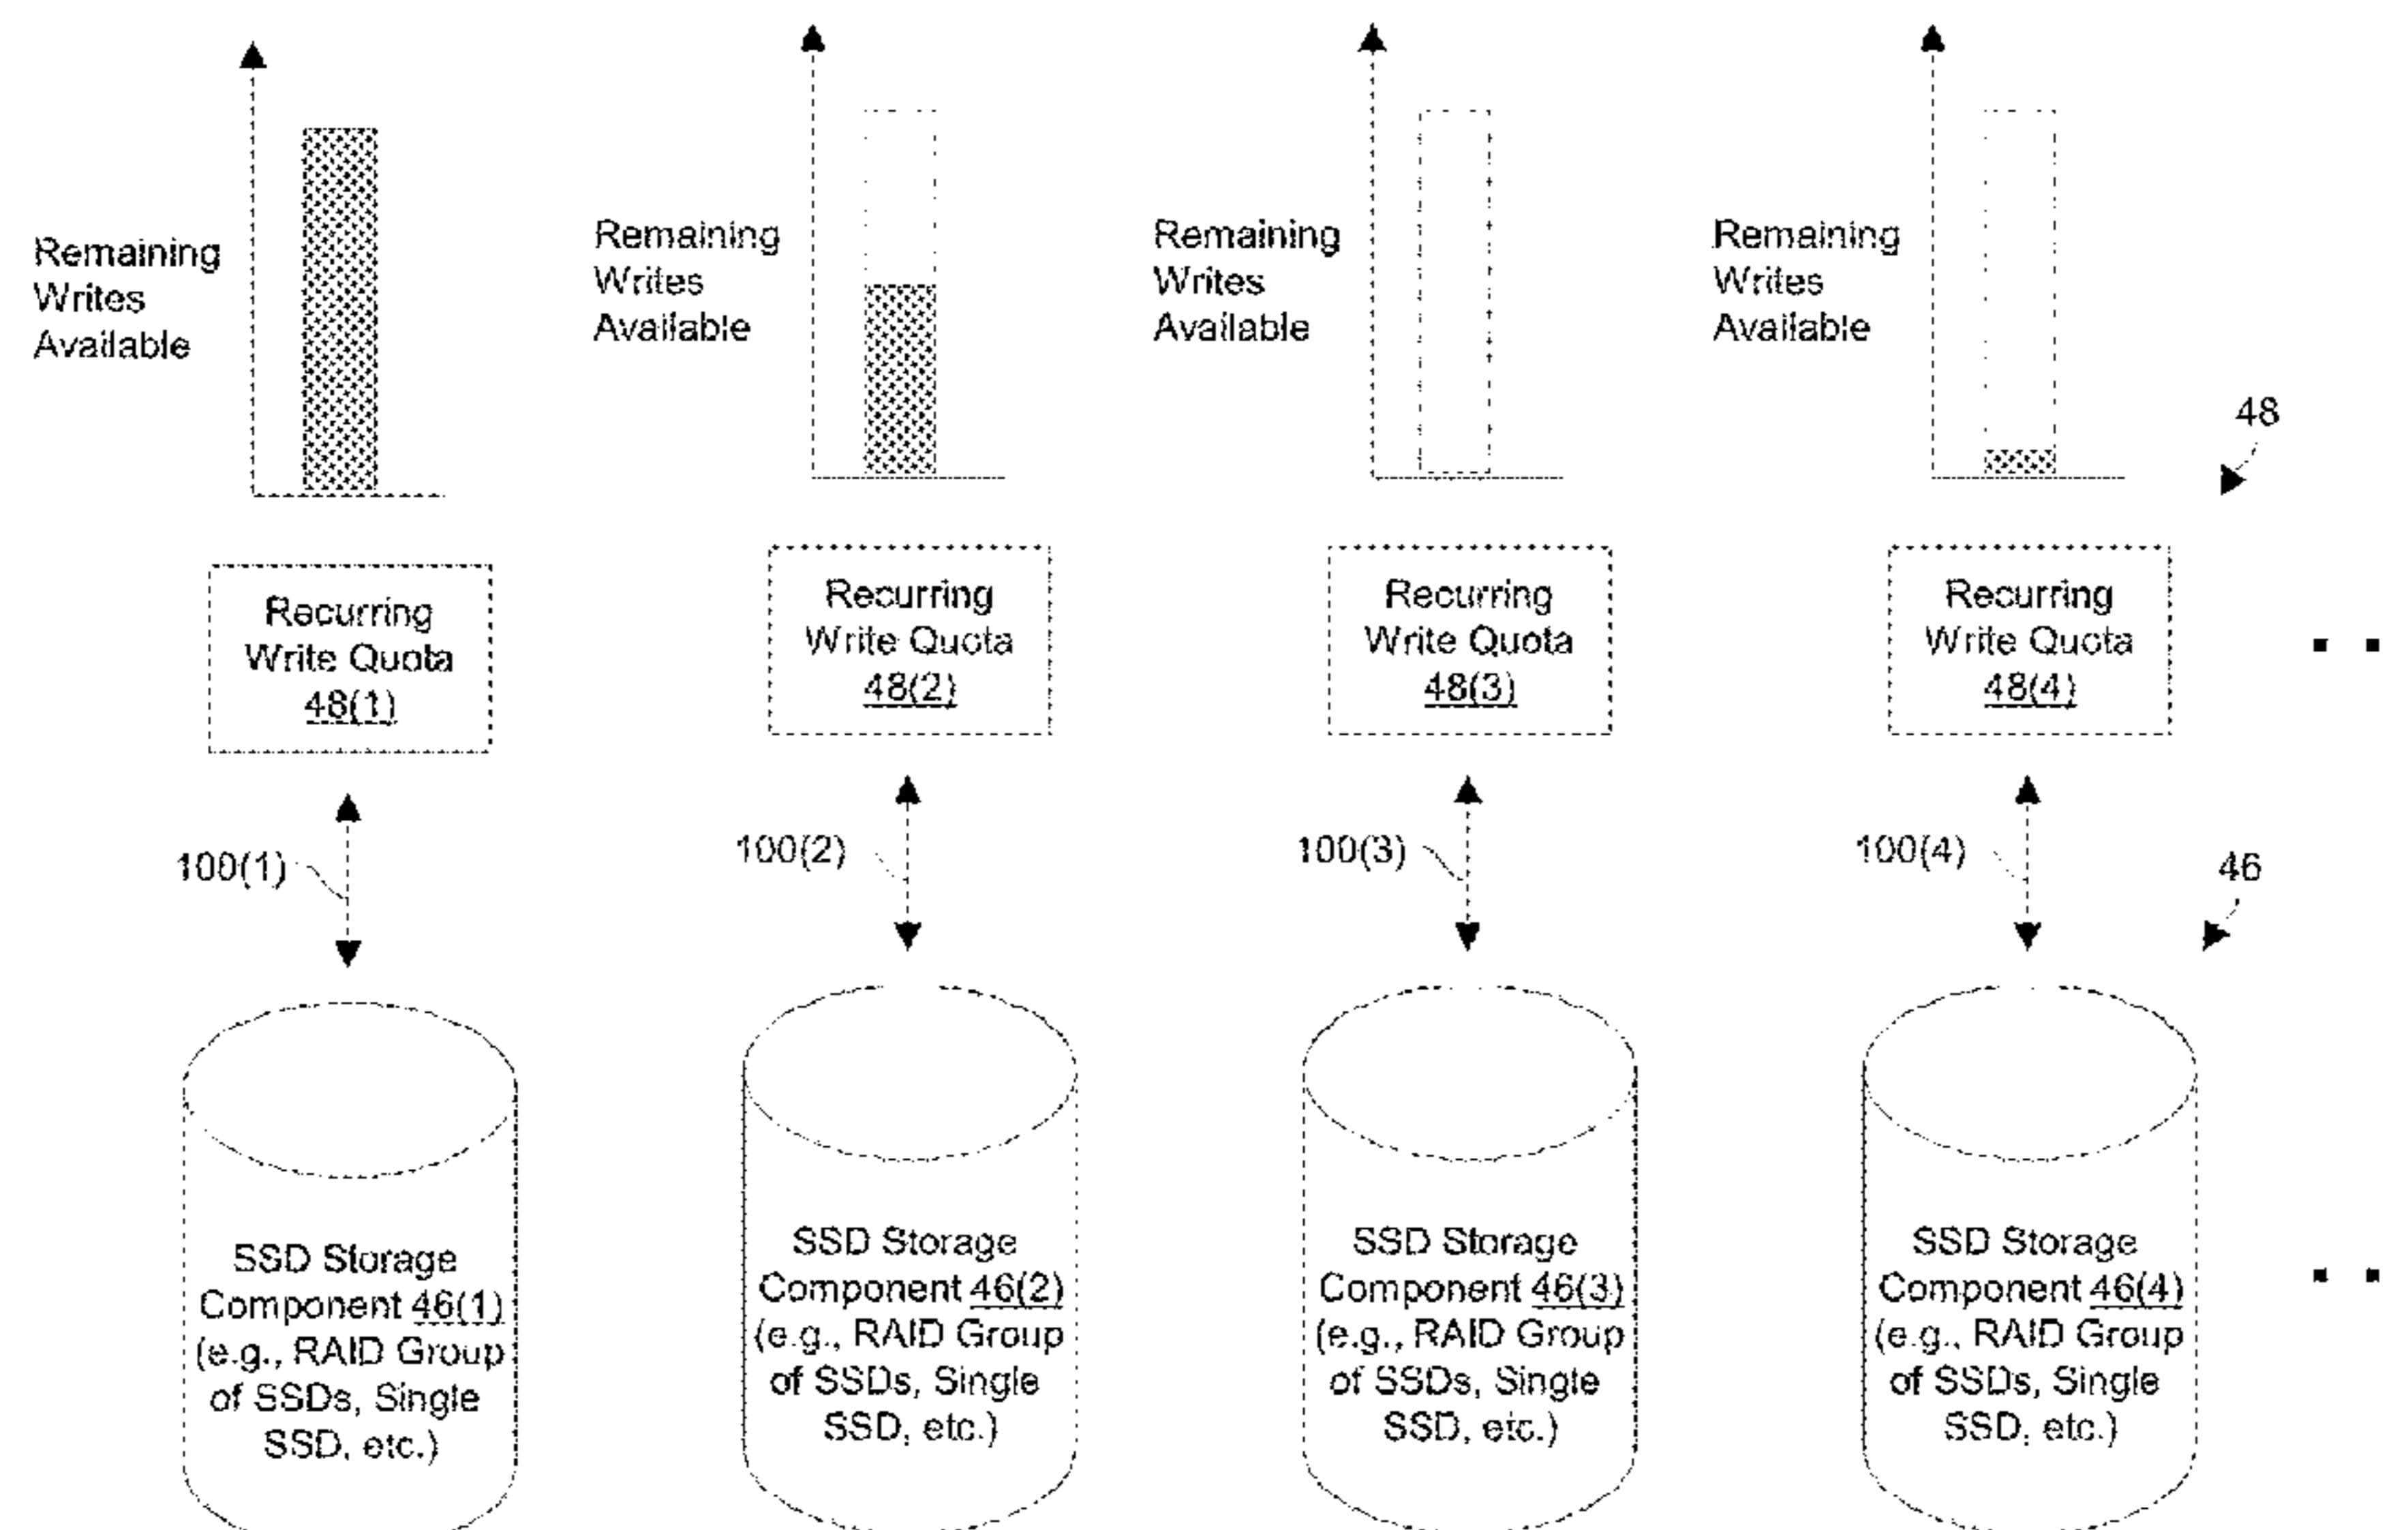 Remaining
Writes
Available
Remaining
Writes
Available
Remaining
Writes
Available
Remaining
Writes
Available
48
Recurring
Write Quota
48(1)
Recurring
Write Quota
48(2)
Recurring
Write Quota
48(3)
Recurring
Write Quota
48(4)
100(1)
100(2)
100(3)
100(4)
46
SSD Storage
Component 46(1)
(e.g., RAID Group
of SSDs, Single
SSD, etc.)
SSD Storage
Component 46(2)
(e.g., RAID Group
of SSDs, Single
SSD, etc.)
SSD Storage
Component 46(3)
(e.g., RAID Group
of SSDs, Single
SSD, etc.)
SSD Storage
Component 46(4)
(e.g., RAID Group
of SSDs, Single
SSD, etc.)